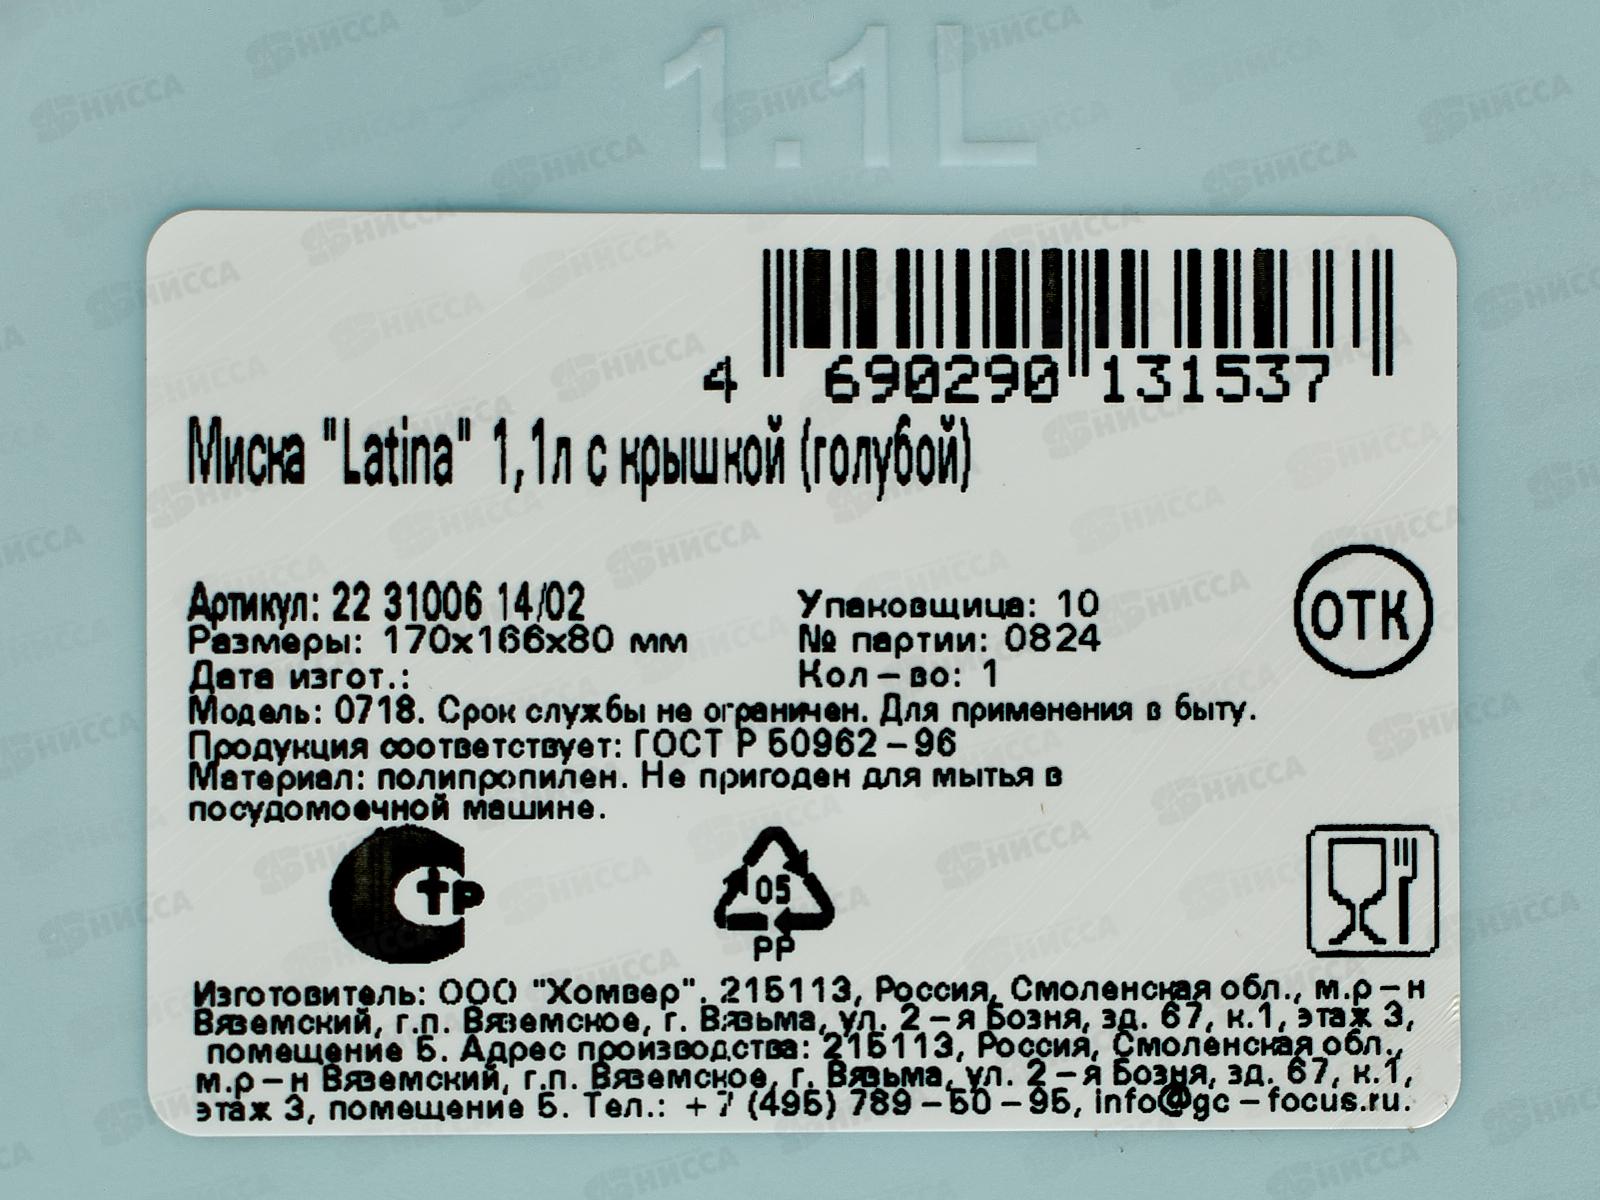 1.1L
4 690290 131537
Миска "Latina" 1,1л с крышкой (голубой)
Артикул: 22 31006 14/02
Упаковщица: 10
ОТК
Размеры: 170x166x80 мм
№ партии: 0824
Дата изгот.:
Кол-во: 1
Модель: 0718. Срок службы не ограничен. Для применения в быту.
Продукция соответствует: ГОСТ Р 50962-96
Материал: полипропилен. Не пригоден для мытья в
посудомоечной машине.
СТР
05
PP
Изготовитель: ООО "Хомвер". 215113, Россия, Смоленская обл., м.р-н
Вяземский, г.п. Вяземское, г. Вязьма, ул. 2-я Бозня, зд. 67, к.1, этаж 3,
помещение 5. Адрес производства: 215113, Россия, Смоленская обл.,
м.р-н Вяземский, г.п. Вяземское, г. Вязьма, ул. 2-я Бозня, зд. 67, к.1,
этаж 3, помещение 5. Тел.: +7 (495) 789-50-95, info@gc-focus.ru.
НИССА